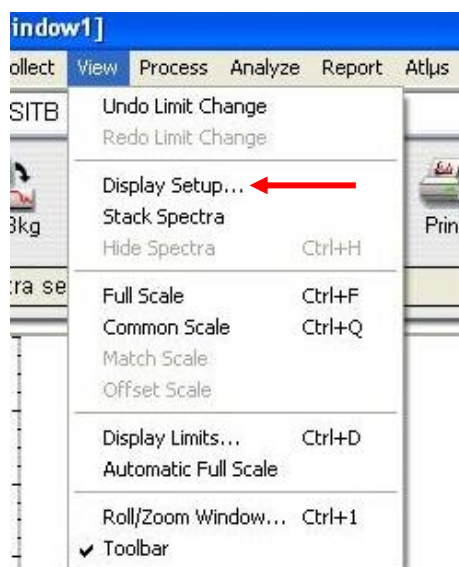 indow1]
ollect View Process Analyze Report Atlμs
SITB
Undo Limit Change
Redo Limit Change
Display Setup...
Stack Spectra
3kg
Prin
Hide Spectra Ctrl+H
tra se
Full Scale Ctrl+F
Common Scale Ctrl+Q
Match Scale
Offset Scale
Display Limits... Ctrl+D
Automatic Full Scale
Roll/Zoom Window... Ctrl+1
Toolbar